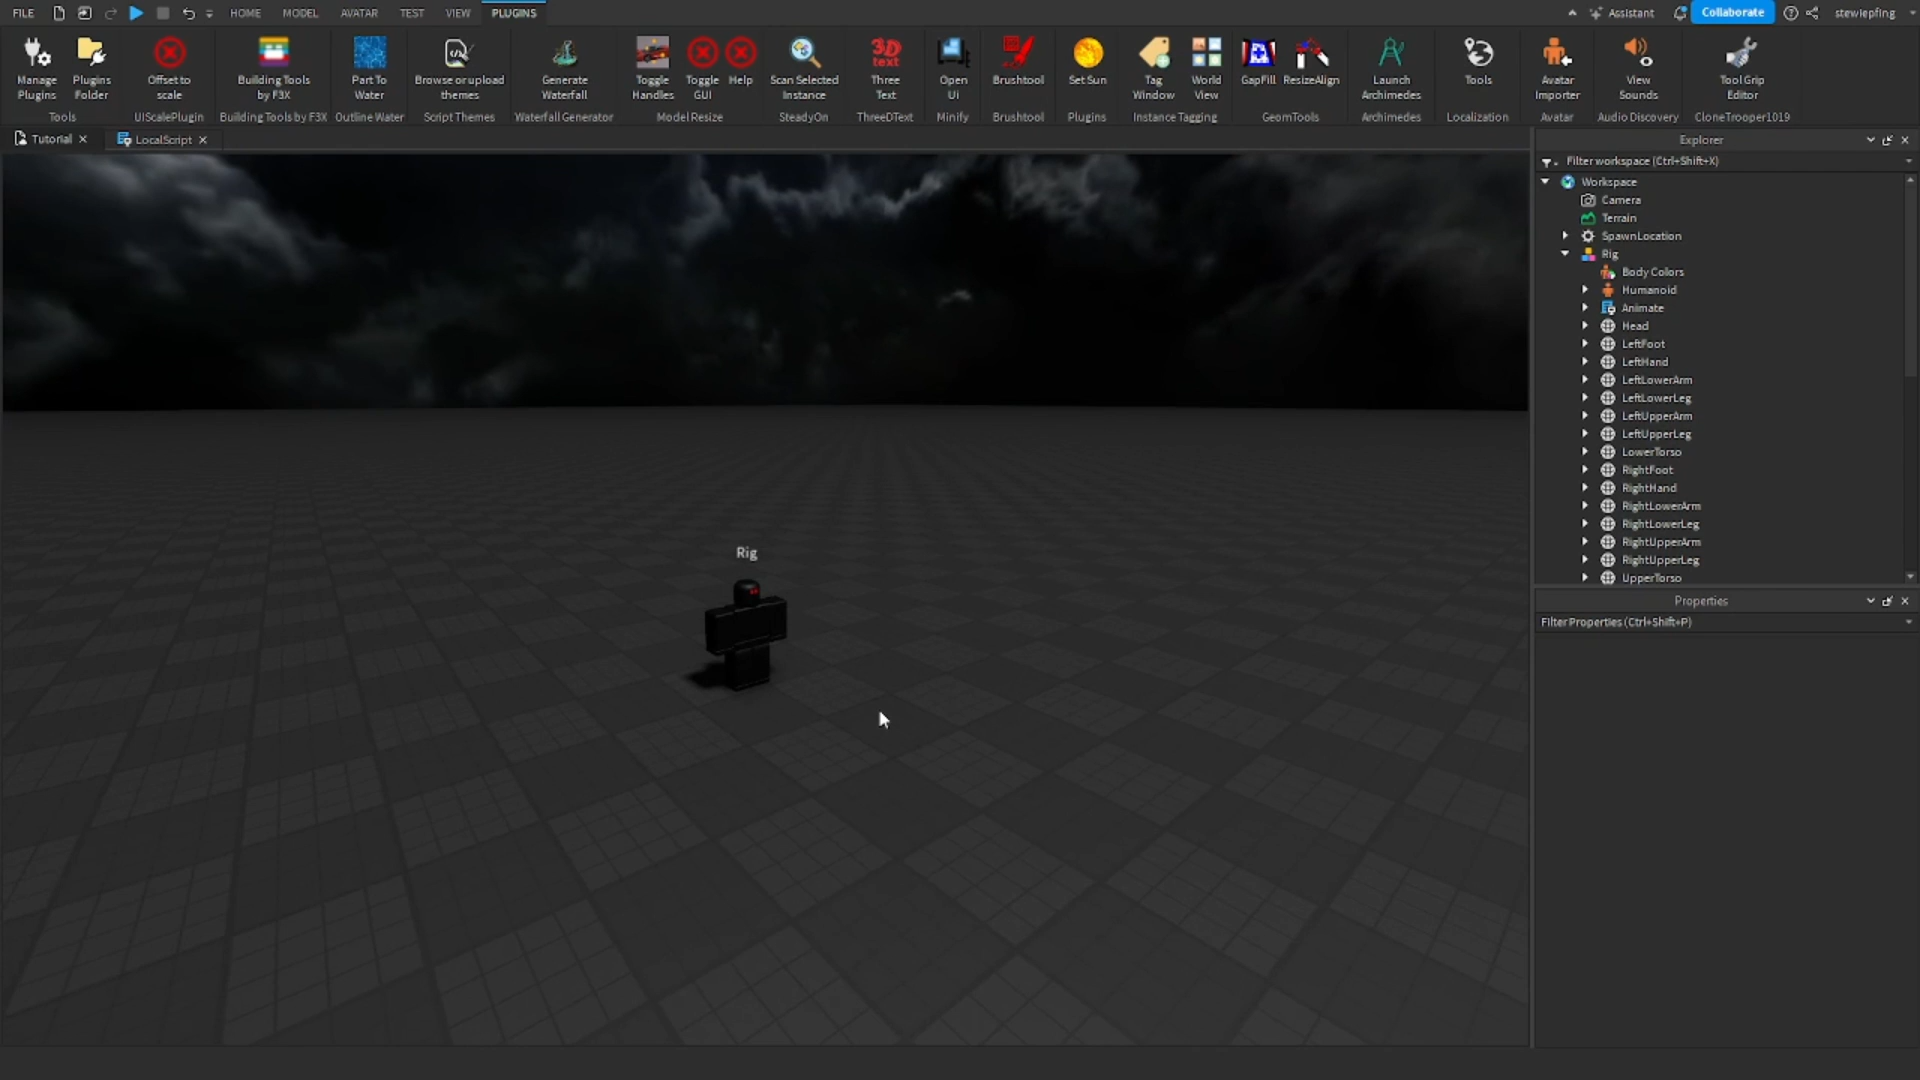 FILE HOME MODEL AVATAR TEST VIEW PLUGINS Assistant Collaborate stewiepfing
Manage Plugins
Plugins Folder
Tools
Offset to scale
UIScalePlugin
Building Tools by F3X
Building Tools by F3X
Part To Water
Outline Water
Browse or upload themes
Script Themes
Generate Waterfall
Waterfall Generator
Toggle Handles
Toggle GUI
Help
Model Resize
Scan Selected Instance
SteadyOn
3D text
Three Text
ThreeDText
Open Ui
Minify
Brushtool
Brushtool
Set Sun
Plugins
Tag Window
World View
Instance Tagging
GapFill
ResizeAlign
GeomTools
Launch Archimedes
Archimedes
Tools
Localization
Avatar Importer
Avatar
View Sounds
Audio Discovery
Tool Grip Editor
CloneTrooper1019
Tutorial
LocalScript
Rig
Explorer
Filter workspace (Ctrl+Shift+X)
Workspace
Camera
Terrain
SpawnLocation
Rig
Body Colors
Humanoid
Animate
Head
LeftFoot
LeftHand
LeftLowerArm
LeftLowerLeg
LeftUpperArm
LeftUpperLeg
LowerTorso
RightFoot
RightHand
RightLowerArm
RightLowerLeg
RightUpperArm
RightUpperLeg
UpperTorso
Properties
Filter Properties (Ctrl+Shift+P)